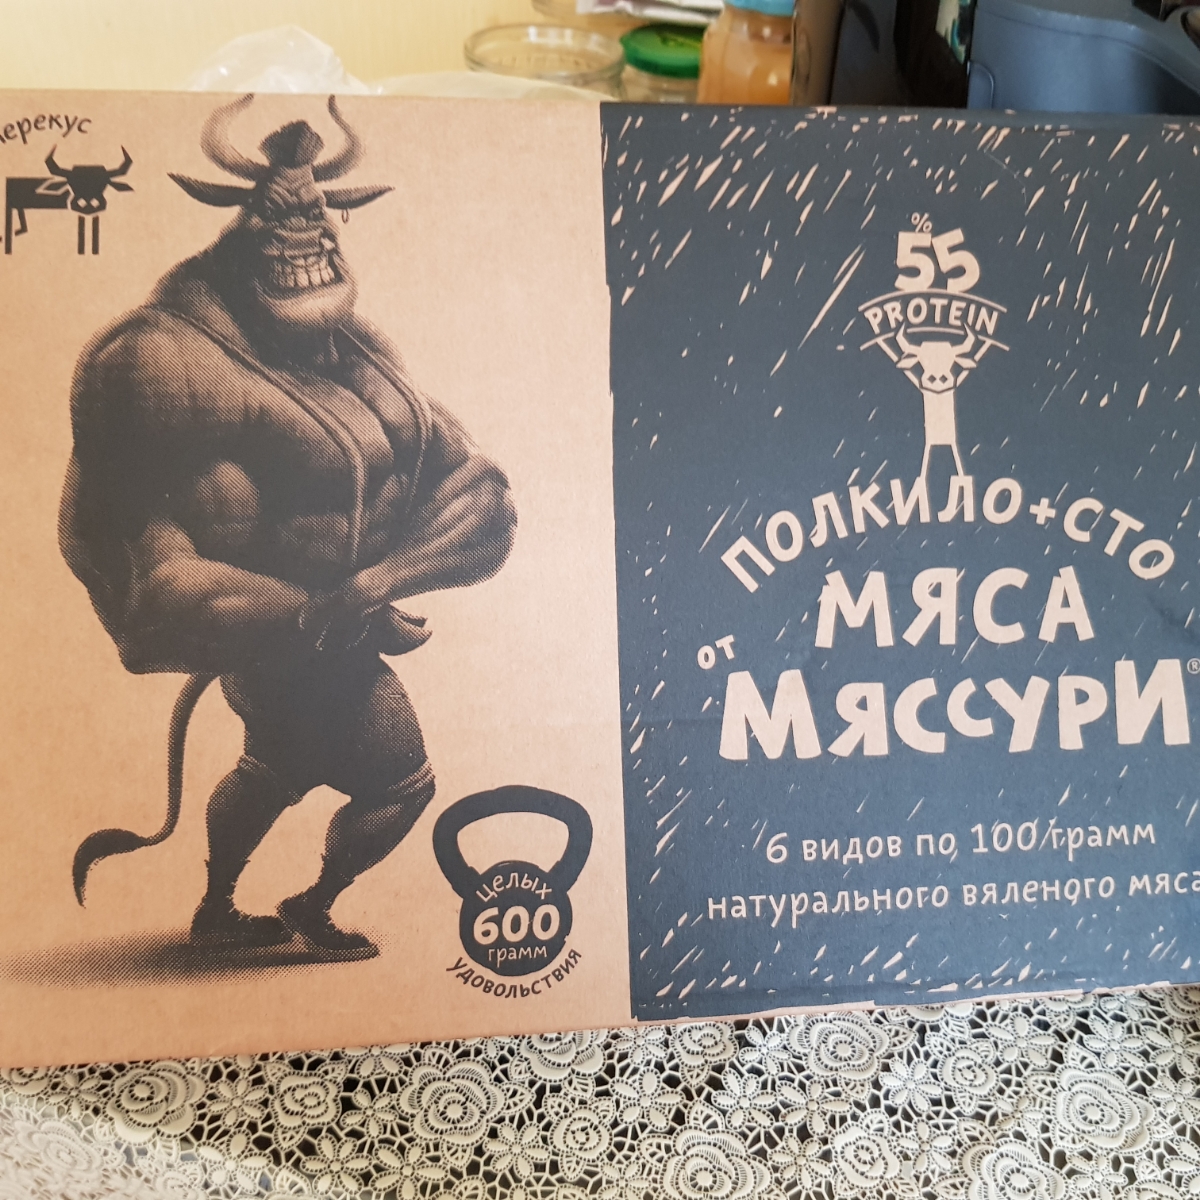 %
55
PROTEIN
ПОЛКИЛО+СТО
МЯСА
от
МЯССУРИ®
6 видов по 100 грамм
натурального вяленого мяса
целых
600
грамм
удовольствия